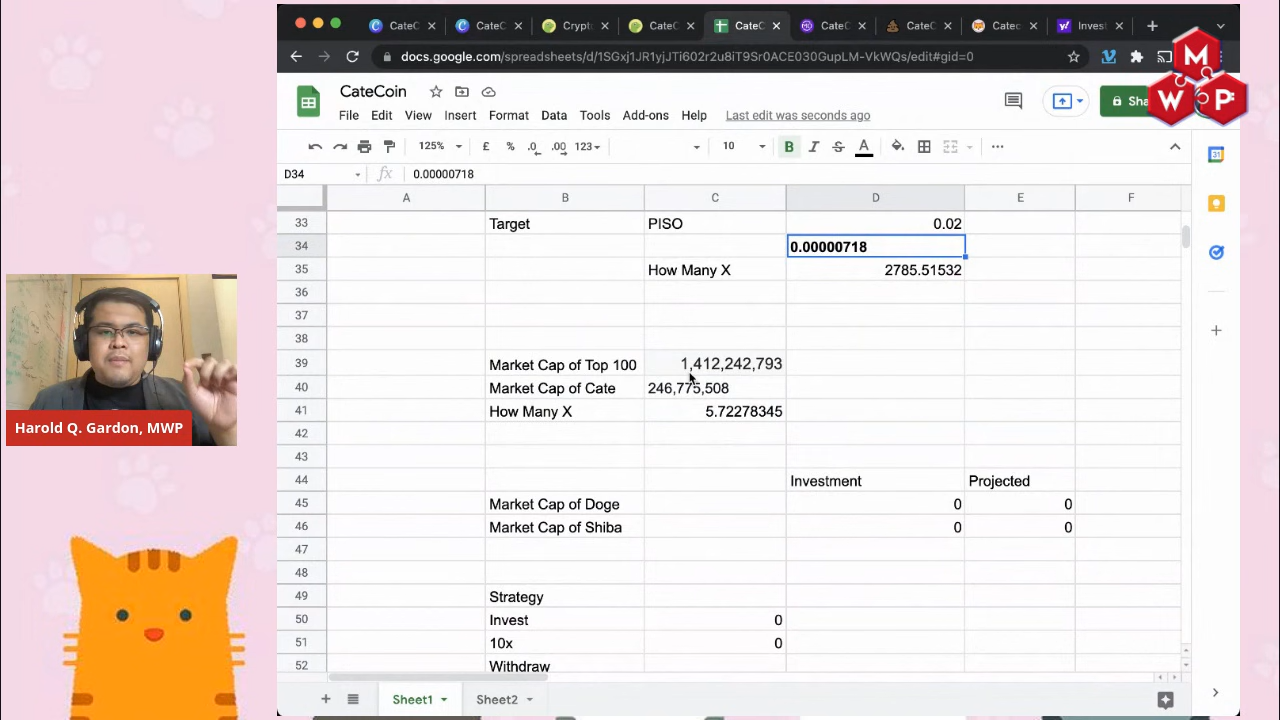 CateC
CateC
Crypt
CateC
CateC
CateC
CateC
Catec
Invest
docs.google.com/spreadsheets/d/1SGxj1JR1yjJTi602r2u8iT9Sr0ACE030GupLM-VkWQs/edit#gid=0
M
W P
CateCoin
Sha
File Edit View Insert Format Data Tools Add-ons Help Last edit was seconds ago
125% £ % .0 .00 123 10 B I S A
D34 fx 0.00000718
A B C D E F
33 Target PISO 0.02
34 0.00000718
35 How Many X 2785.51532
36
37
38
39 Market Cap of Top 100 1,412,242,793
40 Market Cap of Cate 246,775,508
41 How Many X 5.72278345
42
43
44 Investment Projected
45 Market Cap of Doge 0 0
46 Market Cap of Shiba 0 0
47
48
49 Strategy
50 Invest 0
51 10x 0
52 Withdraw
Sheet1 Sheet2
31
Harold Q. Gardon, MWP